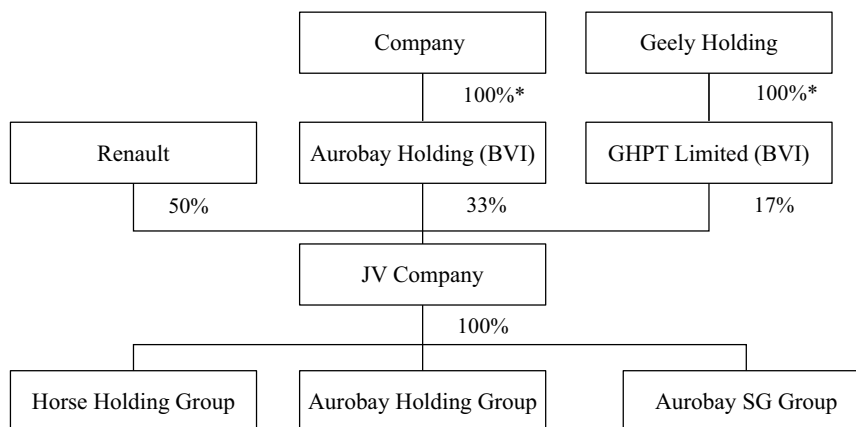 Company
Geely Holding
100%*
100%*
Renault
Aurobay Holding (BVI)
GHPT Limited (BVI)
50%
33%
17%
JV Company
100%
Horse Holding Group
Aurobay Holding Group
Aurobay SG Group